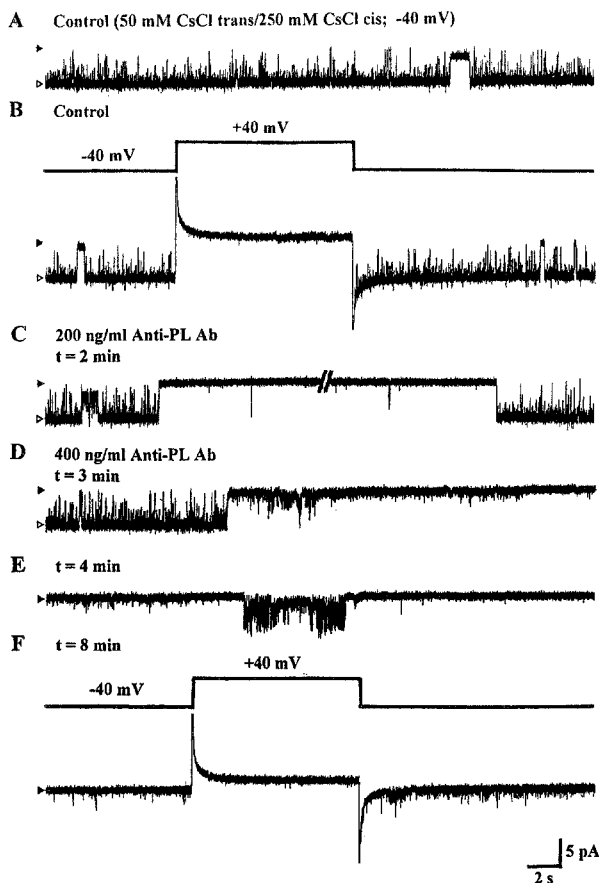 A Control (50 mM CsCl trans/250 mM CsCl cis; -40 mV)
B Control
+40 mV
-40 mV
C 200 ng/ml Anti-PL Ab
t = 2 min
//
D 400 ng/ml Anti-PL Ab
t = 3 min
E t = 4 min
F t = 8 min
+40 mV
-40 mV
5 pA
2 s